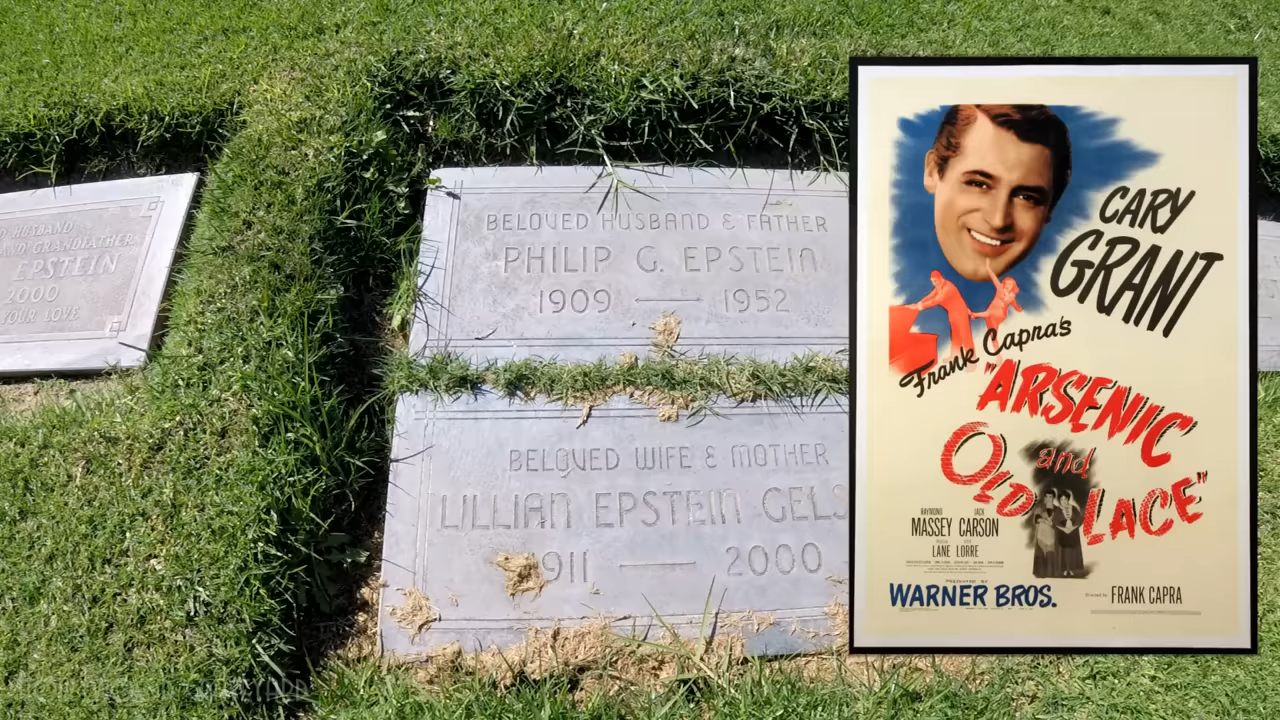 HUSBAND
GRANDFATHER
EPSTEIN
2000
YOUR LOVE
BELOVED HUSBAND & FATHER
PHILIP G. EPSTEIN
1909 1952
BELOVED WIFE & MOTHER
LILLIAN EPSTEIN GELS
1911 2000
CARY
GRANT
Frank Capra's
"ARSENIC
and
OLD LACE"
RAYMOND JACK
MASSEY CARSON
LANE LORRE
WARNER BROS.
Directed by FRANK CAPRA